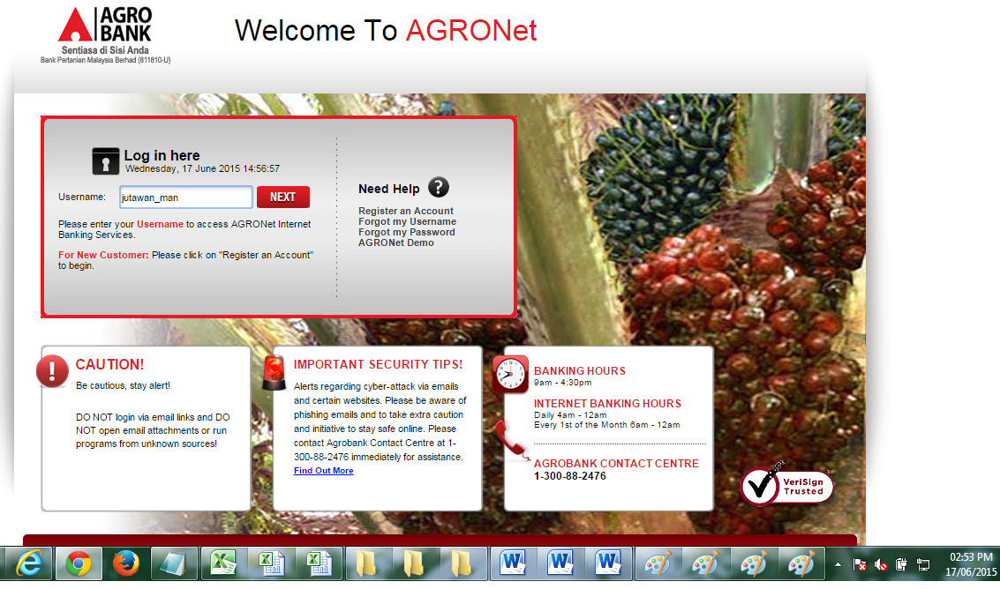 AGRO
BANK
Sentiasa di Sisi Anda
Bank Pertanian Malaysia Berhad (811810-U)
Welcome To AGRONet
Log in here
Wednesday, 17 June 2015 14:56:57
Username: jutawan_man NEXT
Please enter your Username to access AGRONet Internet
Banking Services.
For New Customer: Please click on "Register an Account"
to begin.
Need Help ?
Register an Account
Forgot my Username
Forgot my Password
AGRONet Demo
CAUTION!
Be cautious, stay alert!
DO NOT login via email links and DO
NOT open email attachments or run
programs from unknown sources!
IMPORTANT SECURITY TIPS!
Alerts regarding cyber-attack via emails
and certain websites. Please be aware of
phishing emails and to take extra caution
and initiative to stay safe online. Please
contact Agrobank Contact Centre at 1-
300-88-2476 immediately for assistance.
Find Out More
BANKING HOURS
9am - 4:30pm
INTERNET BANKING HOURS
Daily 4am - 12am
Every 1st of the Month 6am - 12am
AGROBANK CONTACT CENTRE
1-300-88-2476
VeriSign
Trusted
02:53 PM
17/06/2015